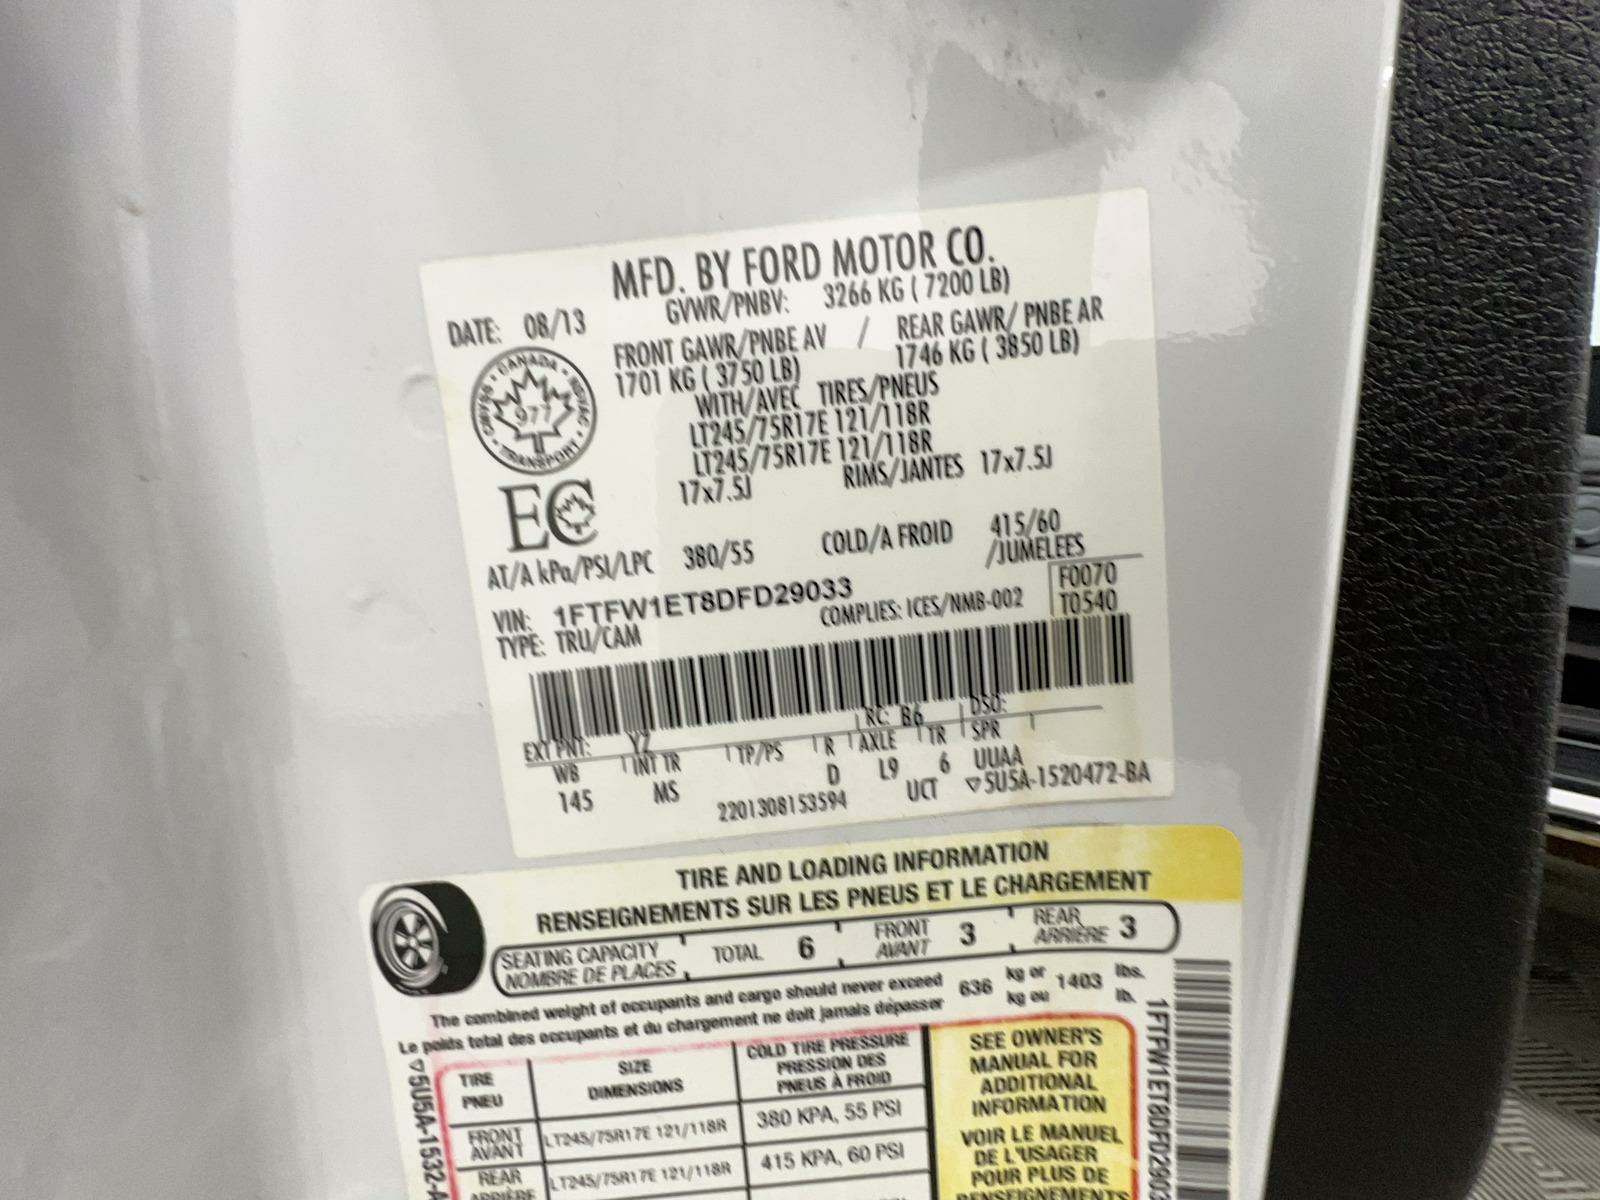 MFD. BY FORD MOTOR CO.
DATE: 08/13
GVWR/PNBV: 3266 KG ( 7200 LB)
FRONT GAWR/PNBE AV / REAR GAWR/ PNBE AR
1701 KG ( 3750 LB) 1746 KG ( 3850 LB)
WITH/AVEC TIRES/PNEUS
LT245/75R17E 121/118R
LT245/75R17E 121/118R
17x7.5J RIMS/JANTES 17x7.5J
CANADA
977
TRANSPORT
EC
AT/A kPa/PSI/LPC 380/55 COLD/A FROID 415/60
/JUMELEES
VIN: 1FTFW1ET8DFD29033
TYPE: TRU/CAM
COMPLIES: ICES/NMB-002
F0070
T0540
EXT PNT: YZ RC: B6 DSO:
WB INT TR TP/PS R AXLE TR SPR
145 MS D L9 6 UUAA
2201308153594 UCT ▽5U5A-1520472-BA
TIRE AND LOADING INFORMATION
RENSEIGNEMENTS SUR LES PNEUS ET LE CHARGEMENT
SEATING CAPACITY
NOMBRE DE PLACES
TOTAL 6
FRONT
AVANT
3
REAR
ARRIÈRE
3
The combined weight of occupants and cargo should never exceed
Le poids total des occupants et du chargement ne doit jamais dépasser
636 kg or 1403 lbs.
kg ou lb.
TIRE
PNEU
SIZE
DIMENSIONS
COLD TIRE PRESSURE
PRESSION DES
PNEUS À FROID
FRONT
AVANT
LT245/75R17E 121/118R
380 KPA, 55 PSI
REAR
ARRIÈRE
LT245/75R17E 121/118R
415 KPA, 60 PSI
SEE OWNER'S
MANUAL FOR
ADDITIONAL
INFORMATION
VOIR LE MANUEL
DE L'USAGER
POUR PLUS DE
RENSEIGNEMENTS
▽5U5A-1532-A
1FTFW1ET8DFD2903